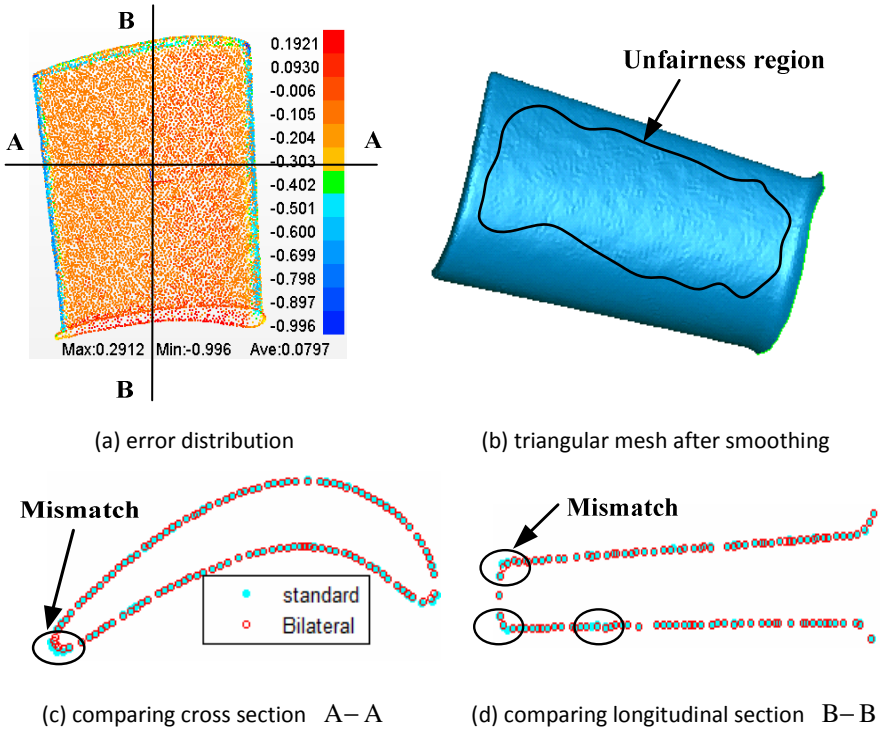 B
0.1921
0.0930
-0.006
-0.105
-0.204
-0.303
-0.402
-0.501
-0.600
-0.699
-0.798
-0.897
-0.996
A
A
Max:0.2912 Min:-0.996 Ave:0.0797
B
Unfairness region
(a) error distribution
(b) triangular mesh after smoothing
Mismatch
standard
Bilateral
Mismatch
(c) comparing cross section A-A
(d) comparing longitudinal section B-B